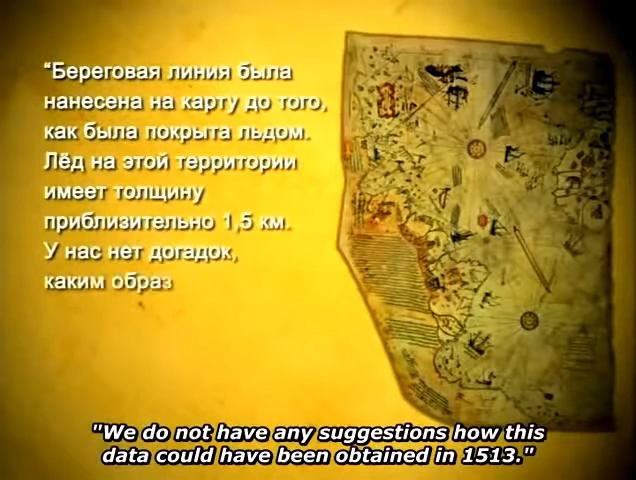 “Береговая линия была
нанесена на карту до того,
как была покрыта льдом.
Лёд на этой территории
имеет толщину
приблизительно 1,5 км.
У нас нет догадок,
каким образ
"We do not have any suggestions how this
data could have been obtained in 1513."